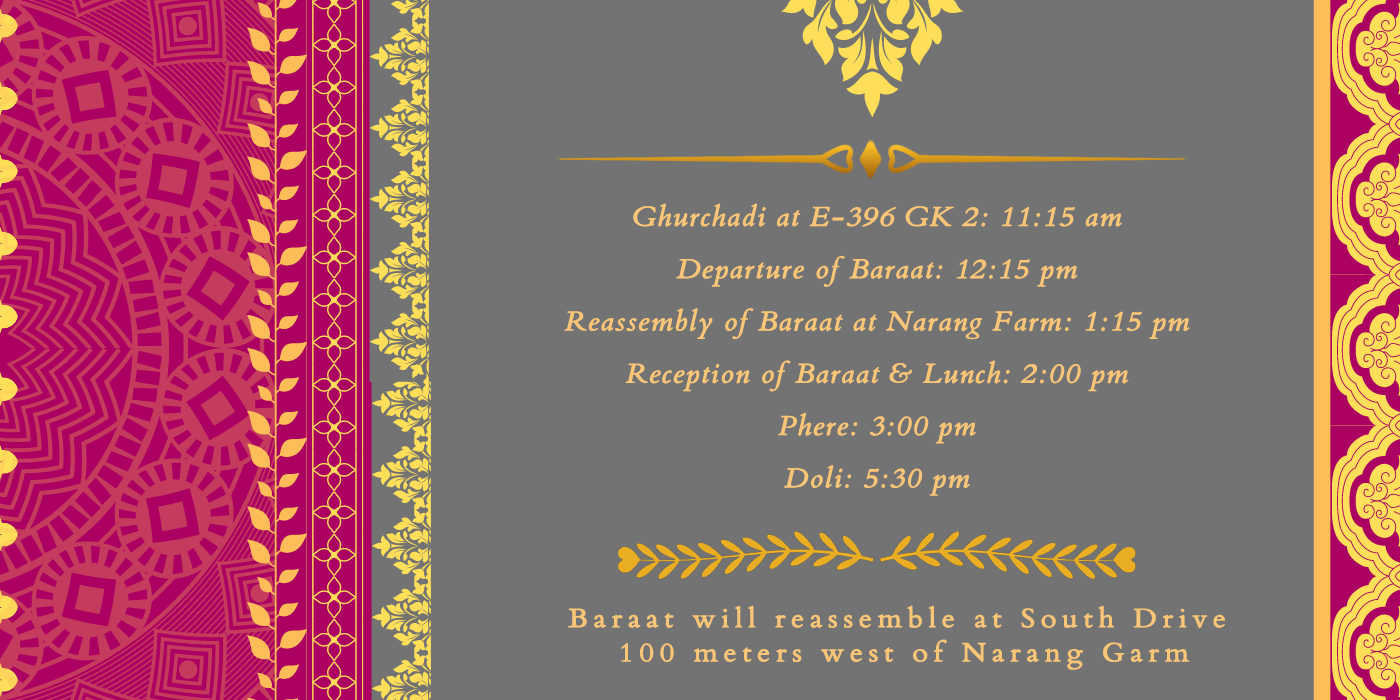 Ghurchadi at E-396 GK 2: 11:15 am
Departure of Baraat: 12:15 pm
Reassembly of Baraat at Narang Farm: 1:15 pm
Reception of Baraat & Lunch: 2:00 pm
Phere: 3:00 pm
Doli: 5:30 pm
Baraat will reassemble at South Drive
100 meters west of Narang Garm